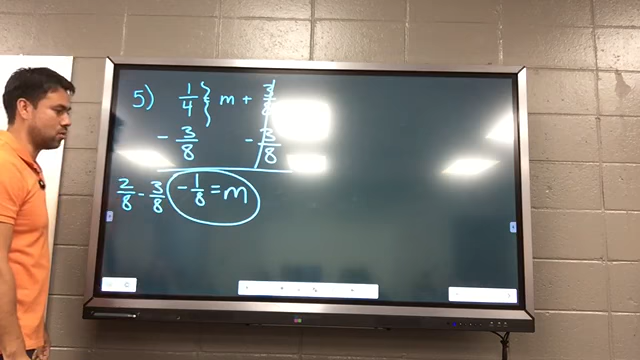 5) 1/4 } m + 3/8
- 3/8 - 3/8
2/8 - 3/8 - 1/8 = m